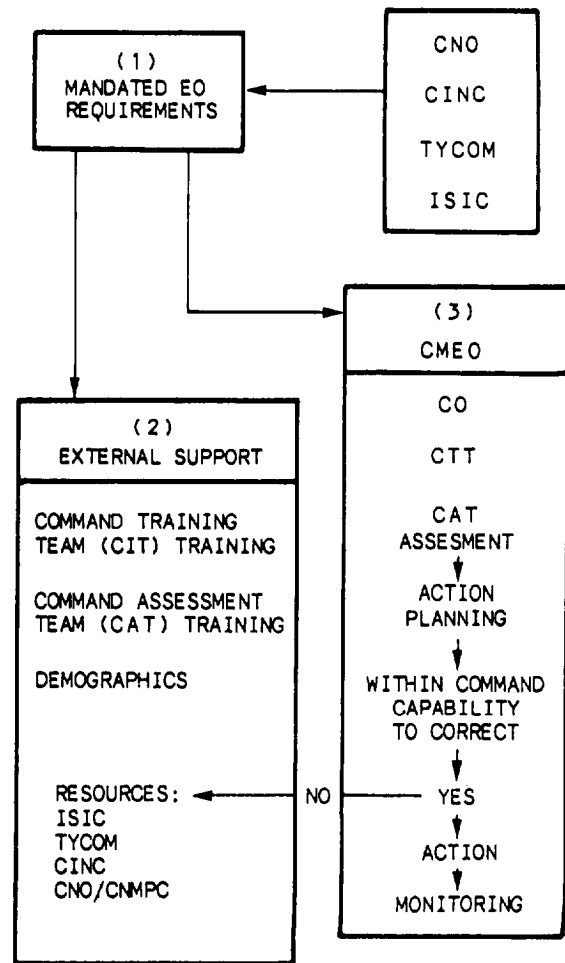 (1)
MANDATED EO
REQUIREMENTS
CNO
CINC
TYCOM
ISIC
(2)
EXTERNAL SUPPORT
COMMAND TRAINING
TEAM (CIT) TRAINING
COMMAND ASSESSMENT
TEAM (CAT) TRAINING
DEMOGRAPHICS
RESOURCES:
ISIC
TYCOM
CINC
CNO/CNMPC
(3)
CMEO
CO
CTT
CAT
ASSESMENT
ACTION
PLANNING
WITHIN COMMAND
CAPABILITY
TO CORRECT
NO
YES
ACTION
MONITORING